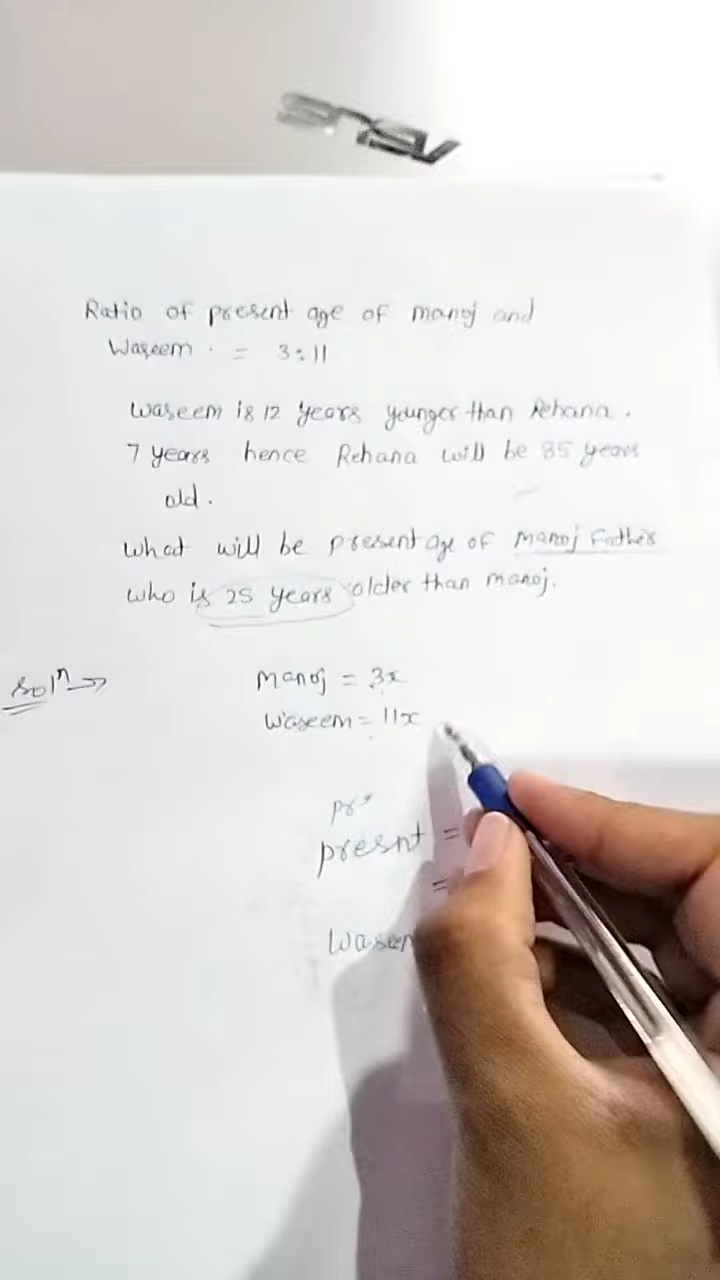 ASUS
Ratio of present age of manoj and
Waseem . = 3:11
waseem is 12 years younger than Rehana.
7 years hence Rehana will be 85 years
old.
what will be present age of Manoj Father
who is 25 years older than manoj.
Solⁿ→
manoj = 3x
waseem = 11x
pr
presnt =
=